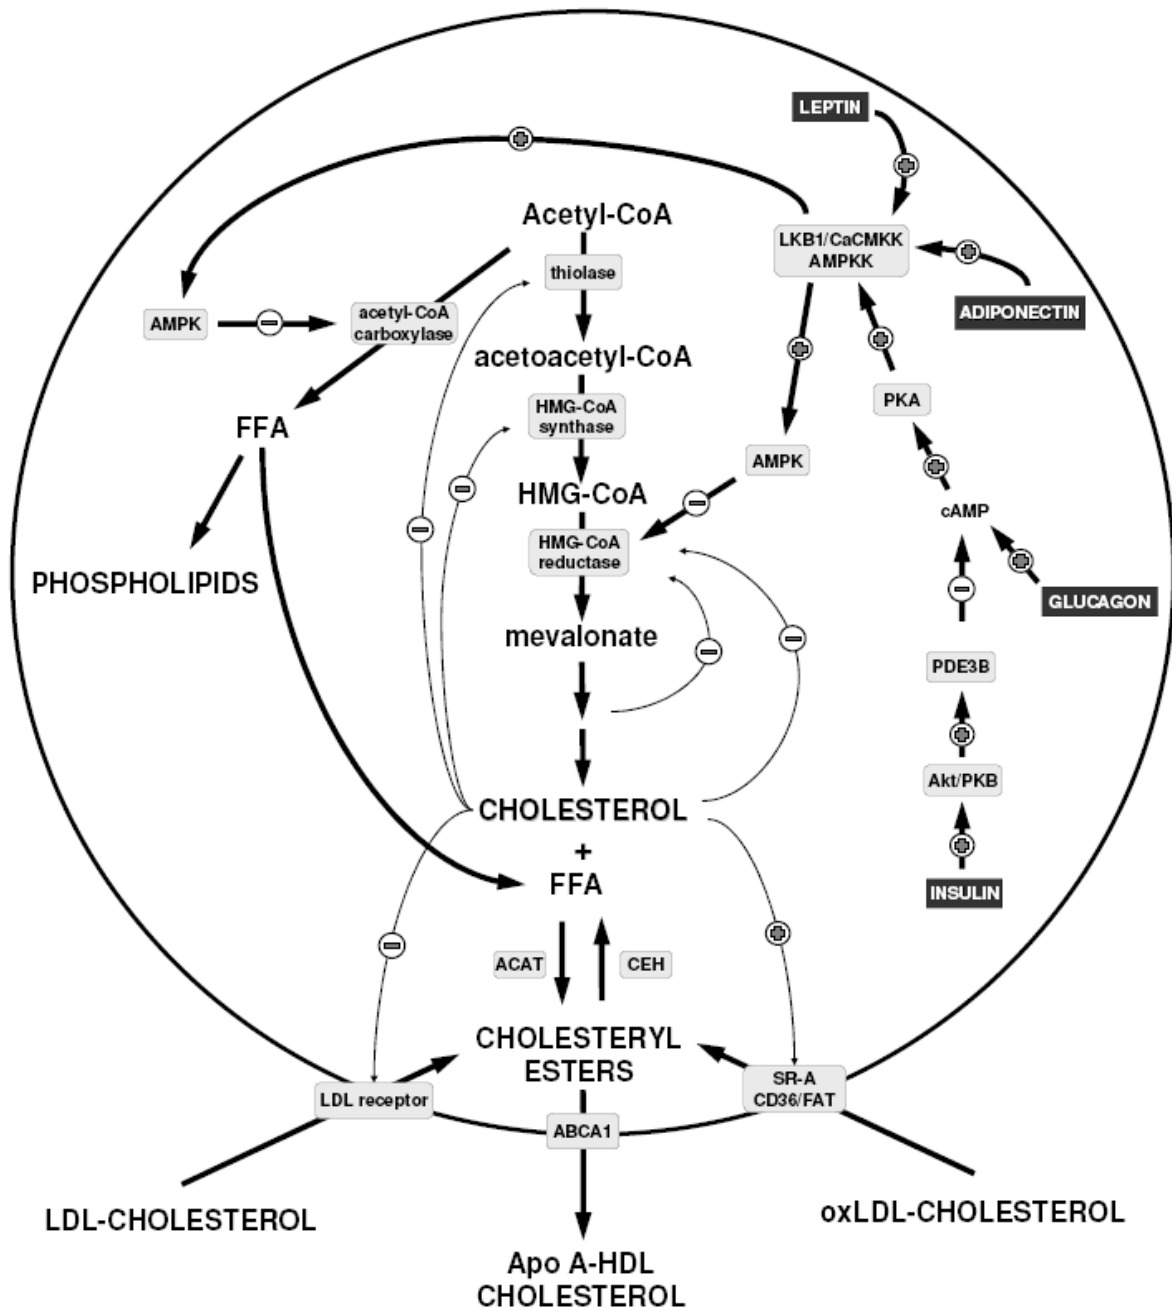 LEPTIN
Acetyl-CoA
LKB1/CaCMKK
AMPKK
thiolase
ADIPONECTIN
AMPK
acetyl-CoA
carboxylase
acetoacetyl-CoA
PKA
HMG-CoA
synthase
FFA
AMPK
HMG-CoA
cAMP
HMG-CoA
reductase
PHOSPHOLIPIDS
GLUCAGON
mevalonate
PDE3B
Akt/PKB
CHOLESTEROL
+
FFA
INSULIN
ACAT
CEH
CHOLESTERYL
ESTERS
LDL receptor
SR-A
CD36/FAT
ABCA1
LDL-CHOLESTEROL
oxLDL-CHOLESTEROL
Apo A-HDL
CHOLESTEROL